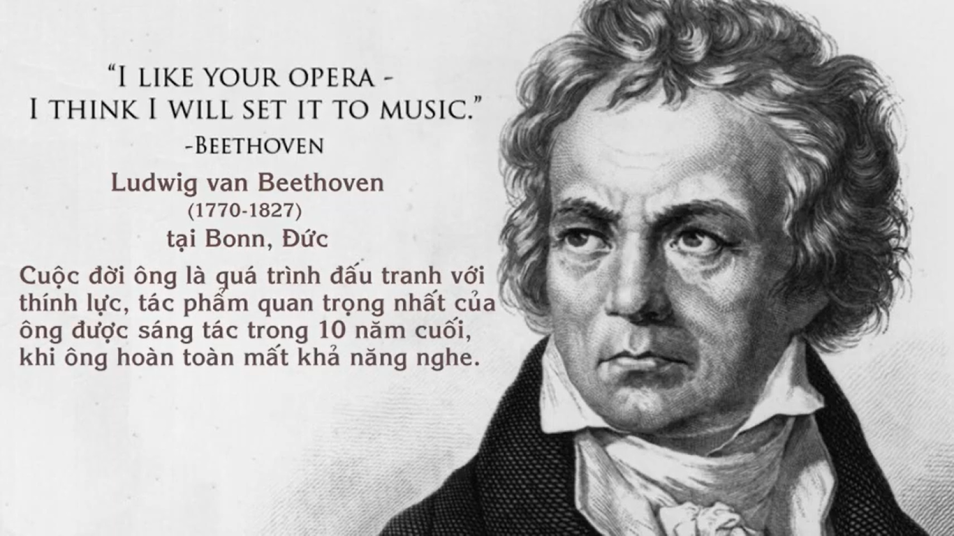 “I LIKE YOUR OPERA -
I THINK I WILL SET IT TO MUSIC.”
-BEETHOVEN
Ludwig van Beethoven
(1770-1827)
tại Bonn, Đức
Cuộc đời ông là quá trình đấu tranh với
thính lực, tác phẩm quan trọng nhất của
ông được sáng tác trong 10 năm cuối,
khi ông hoàn toàn mất khả năng nghe.